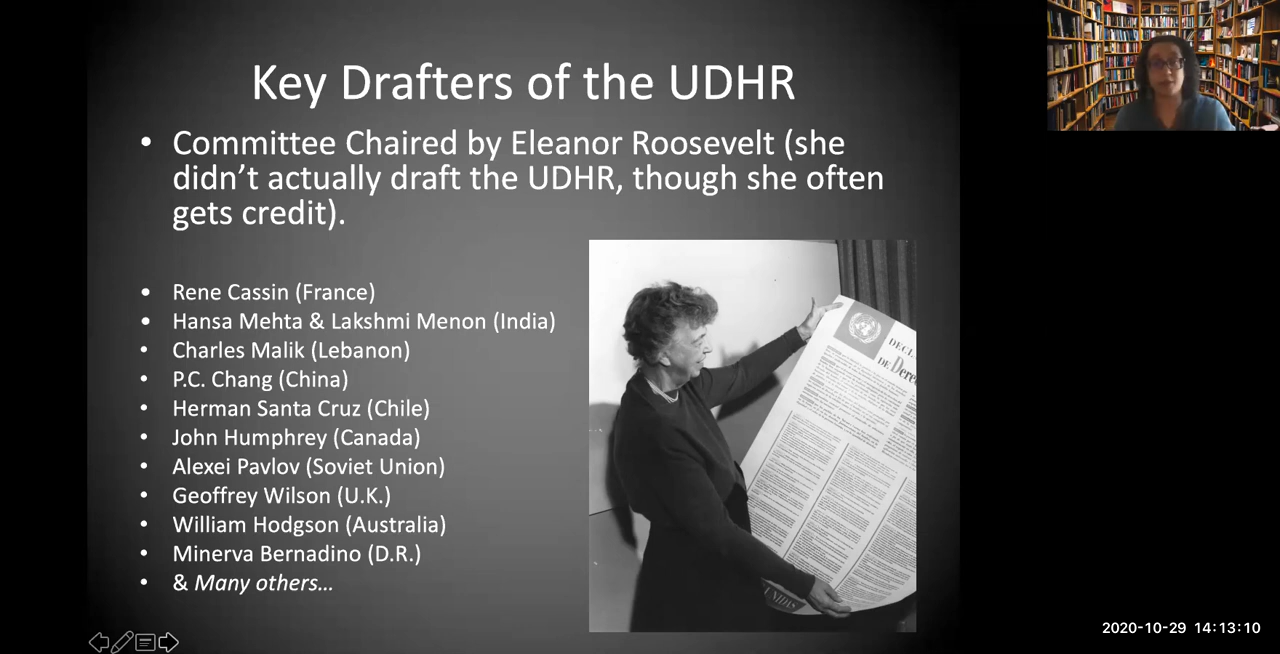 Key Drafters of the UDHR
• Committee Chaired by Eleanor Roosevelt (she
didn’t actually draft the UDHR, though she often
gets credit).
• Rene Cassin (France)
• Hansa Mehta & Lakshmi Menon (India)
• Charles Malik (Lebanon)
• P.C. Chang (China)
• Herman Santa Cruz (Chile)
• John Humphrey (Canada)
• Alexei Pavlov (Soviet Union)
• Geoffrey Wilson (U.K.)
• William Hodgson (Australia)
• Minerva Bernadino (D.R.)
• & Many others…
2020-10-29 14:13:10